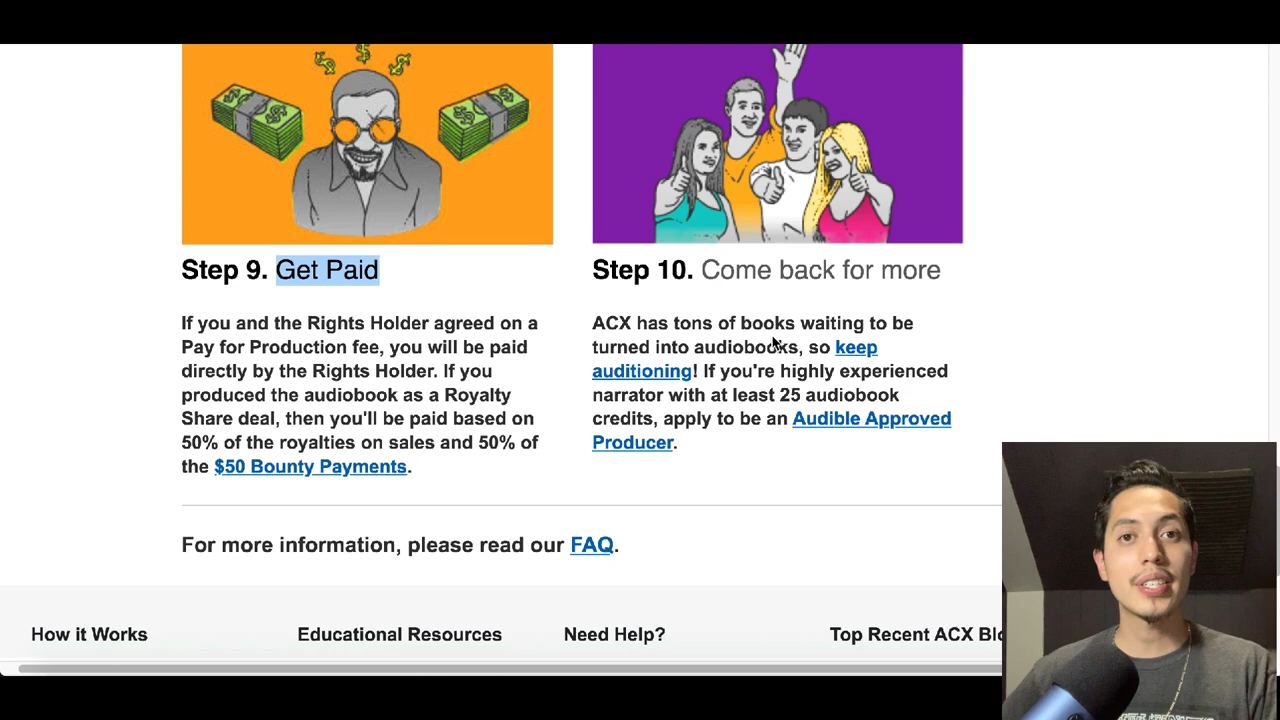 Step 9. Get Paid
If you and the Rights Holder agreed on a
Pay for Production fee, you will be paid
directly by the Rights Holder. If you
produced the audiobook as a Royalty
Share deal, then you'll be paid based on
50% of the royalties on sales and 50% of
the $50 Bounty Payments.
Step 10. Come back for more
ACX has tons of books waiting to be
turned into audiobooks, so keep
auditioning! If you're highly experienced
narrator with at least 25 audiobook
credits, apply to be an Audible Approved
Producer.
For more information, please read our FAQ.
How it Works
Educational Resources
Need Help?
Top Recent ACX Blo